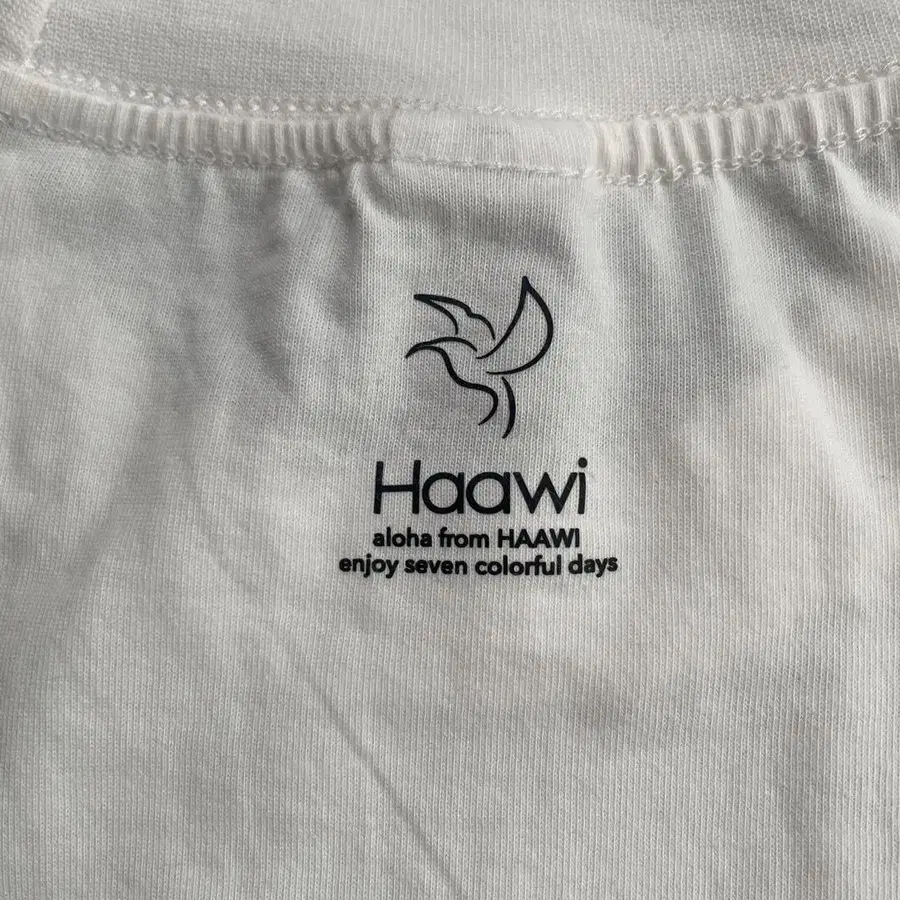 Haawi
aloha from HAAWI
enjoy seven colorful days